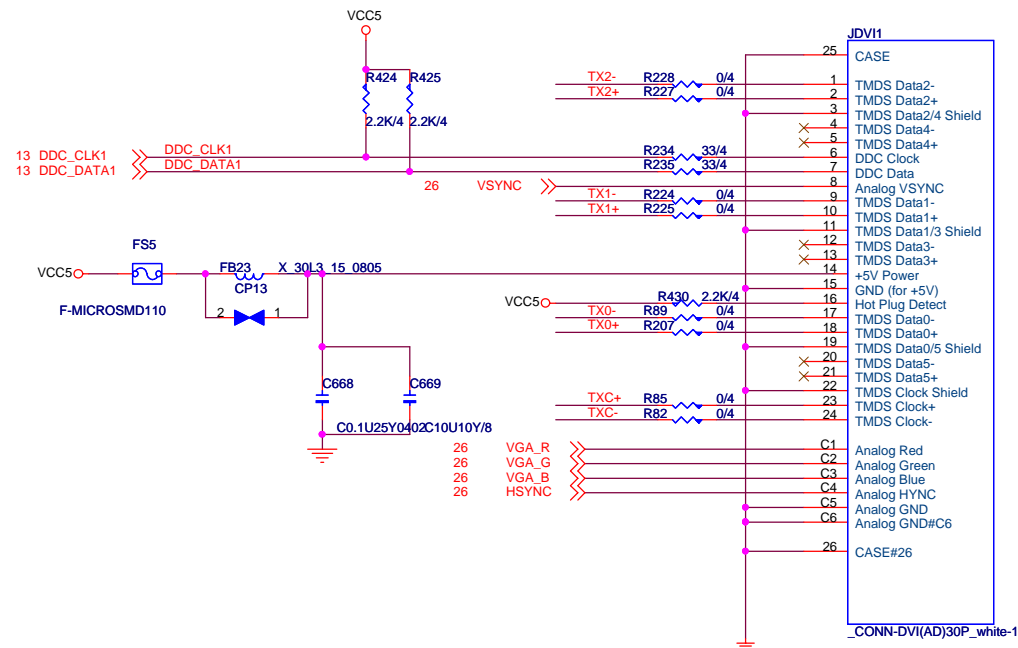 VCC5
R424 R425
2.2K/4 2.2K/4
13 DDC_CLK1 DDC_CLK1
13 DDC_DATA1 DDC_DATA1
26 VSYNC
VCC5
FS5
F-MICROSMD110
FB23 X_30L3_15_0805
CP13
2 1
C668 C669
C0.1U25Y0402 C10U10Y/8
TX2- R228 0/4
TX2+ R227 0/4
R234 33/4
R235 33/4
TX1- R224 0/4
TX1+ R225 0/4
VCC5 R430 2.2K/4
TX0- R89 0/4
TX0+ R207 0/4
TXC+ R85 0/4
TXC- R82 0/4
26 VGA_R
26 VGA_G
26 VGA_B
26 HSYNC
JDVI1
25 CASE
1 TMDS Data2-
2 TMDS Data2+
3 TMDS Data2/4 Shield
4 TMDS Data4-
5 TMDS Data4+
6 DDC Clock
7 DDC Data
8 Analog VSYNC
9 TMDS Data1-
10 TMDS Data1+
11 TMDS Data1/3 Shield
12 TMDS Data3-
13 TMDS Data3+
14 +5V Power
15 GND (for +5V)
16 Hot Plug Detect
17 TMDS Data0-
18 TMDS Data0+
19 TMDS Data0/5 Shield
20 TMDS Data5-
21 TMDS Data5+
22 TMDS Clock Shield
23 TMDS Clock+
24 TMDS Clock-
C1 Analog Red
C2 Analog Green
C3 Analog Blue
C4 Analog HYNC
C5 Analog GND
C6 Analog GND#C6
26 CASE#26
_CONN-DVI(AD)30P_white-1